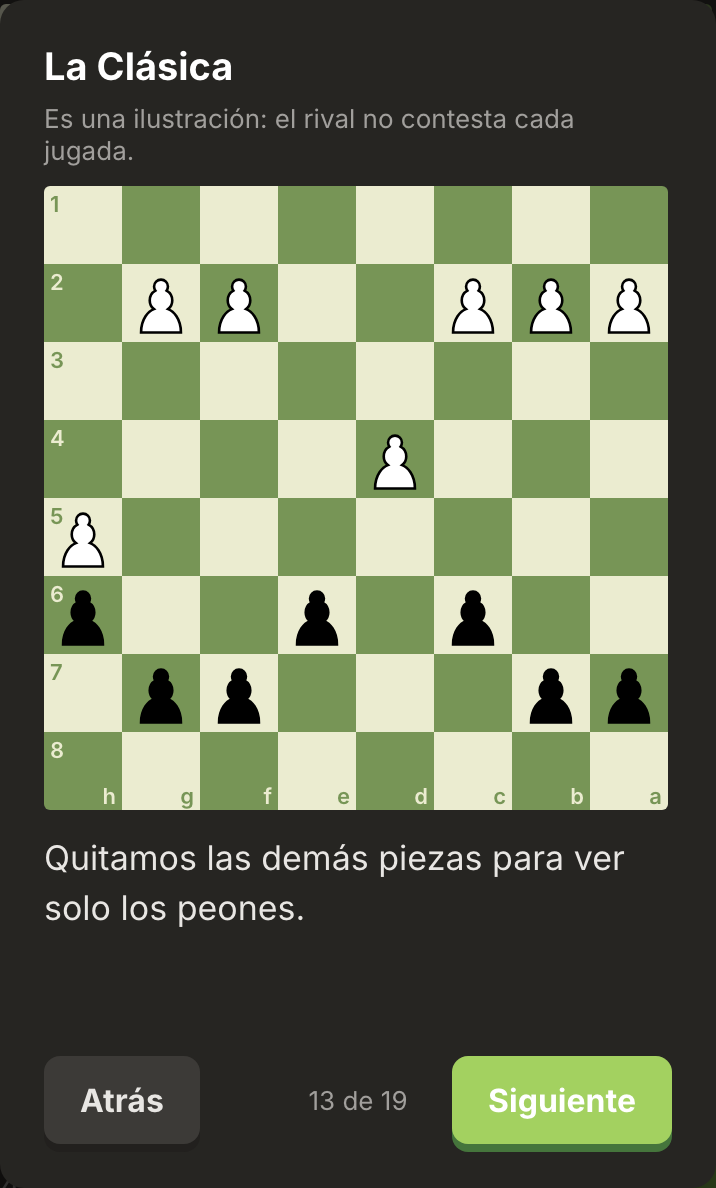 La Clásica
Es una ilustración: el rival no contesta cada
jugada.
1
2
3
4
5
6
7
8
h g f e d c b a
Quitamos las demás piezas para ver
solo los peones.
Atrás 13 de 19 Siguiente